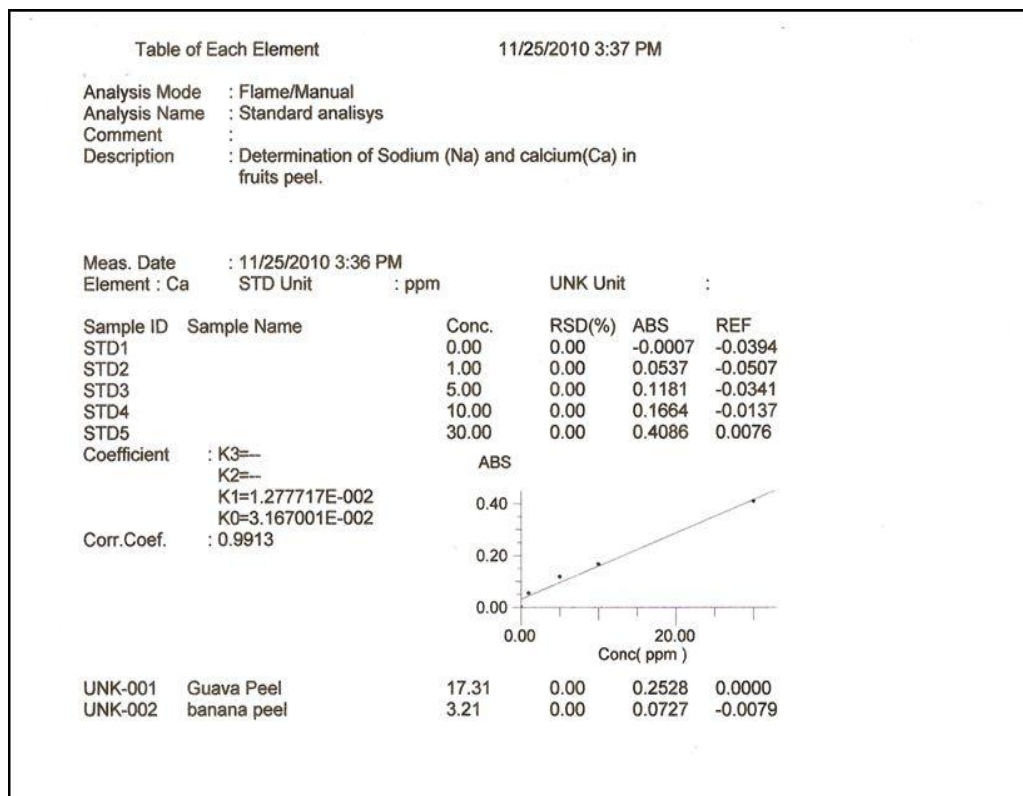 Table of Each Element 11/25/2010 3:37 PM
Analysis Mode : Flame/Manual
Analysis Name : Standard analisys
Comment :
Description : Determination of Sodium (Na) and calcium(Ca) in
fruits peel.
Meas. Date : 11/25/2010 3:36 PM
Element : Ca STD Unit : ppm UNK Unit :
Sample ID Sample Name Conc. RSD(%) ABS REF
STD1 0.00 0.00 -0.0007 -0.0394
STD2 1.00 0.00 0.0537 -0.0507
STD3 5.00 0.00 0.1181 -0.0341
STD4 10.00 0.00 0.1664 -0.0137
STD5 30.00 0.00 0.4086 0.0076
Coefficient : K3=--
K2=--
K1=1.277717E-002
K0=3.167001E-002
Corr.Coef. : 0.9913
ABS
0.40
0.20
0.00
0.00 20.00
Conc( ppm )
UNK-001 Guava Peel 17.31 0.00 0.2528 0.0000
UNK-002 banana peel 3.21 0.00 0.0727 -0.0079